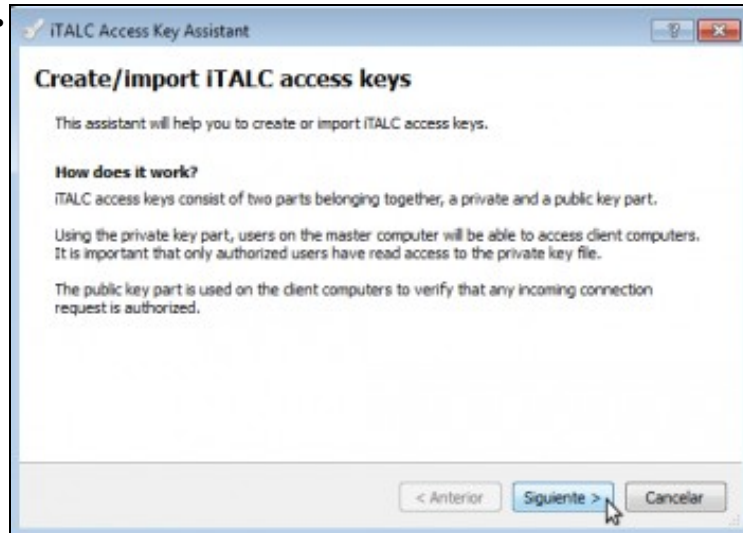 iTALC Access Key Assistant
Create/import iTALC access keys
This assistant will help you to create or import iTALC access keys.
How does it work?
iTALC access keys consist of two parts belonging together, a private and a public key part.
Using the private key part, users on the master computer will be able to access client computers.
It is important that only authorized users have read access to the private key file.
The public key part is used on the client computers to verify that any incoming connection
request is authorized.
< Anterior Siguiente > Cancelar